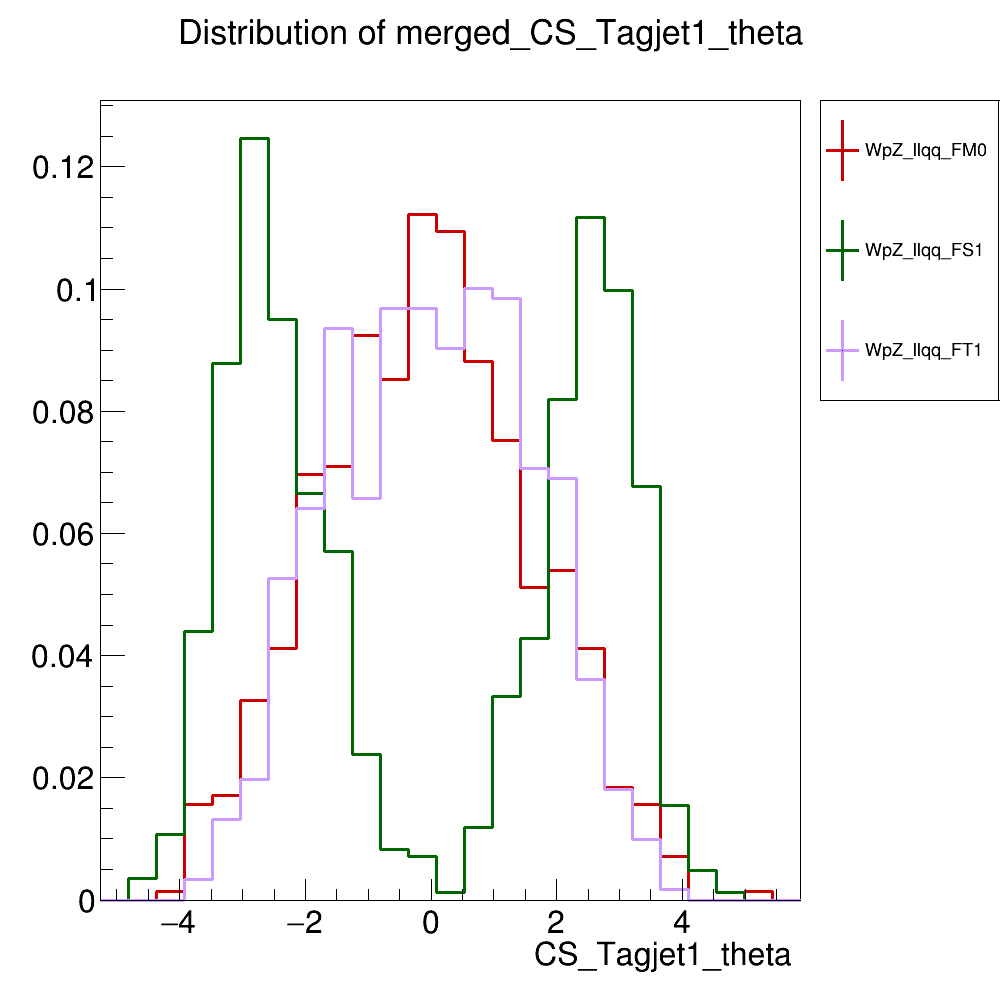 Distribution of merged_CS_Tagjet1_theta
WpZ_llqq_FM0
WpZ_llqq_FS1
WpZ_llqq_FT1
0.12
0.1
0.08
0.06
0.04
0.02
0
−4 −2 0 2 4
CS_Tagjet1_theta